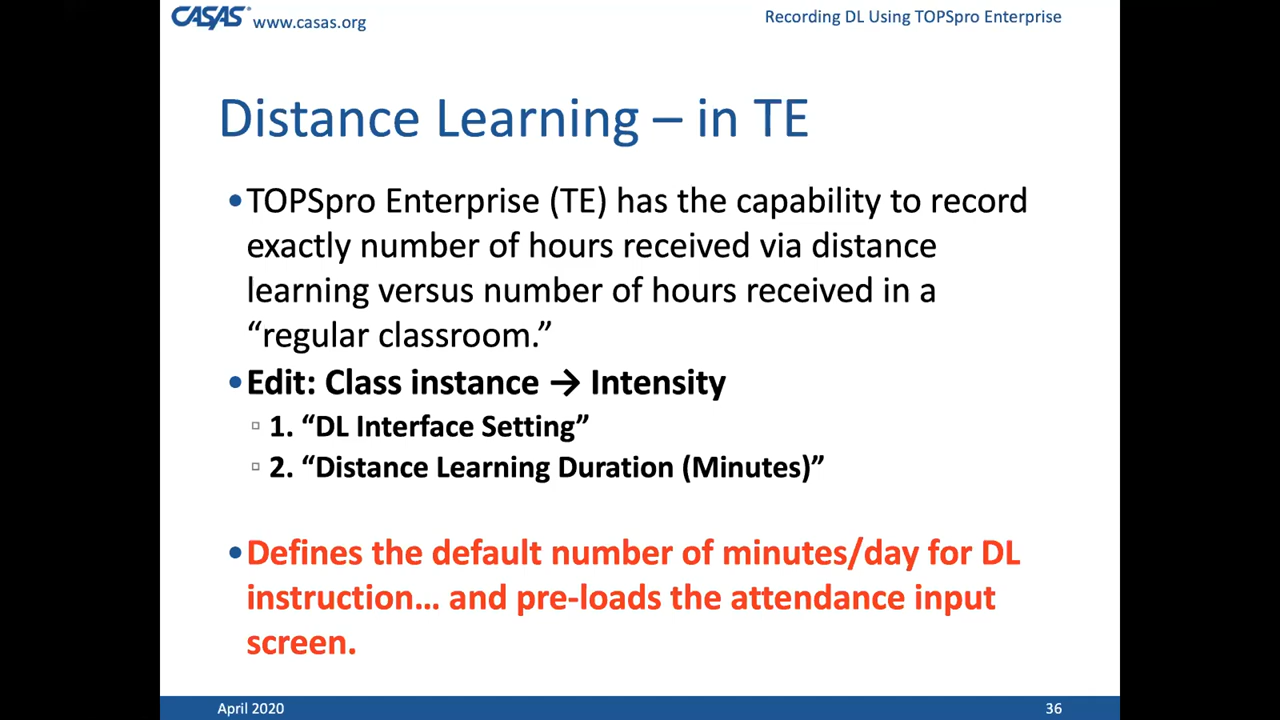 CASAS® www.casas.org
Recording DL Using TOPSpro Enterprise
Distance Learning – in TE
•TOPSpro Enterprise (TE) has the capability to record
exactly number of hours received via distance
learning versus number of hours received in a
“regular classroom.”
•Edit: Class instance → Intensity
▫ 1. “DL Interface Setting”
▫ 2. “Distance Learning Duration (Minutes)”
•Defines the default number of minutes/day for DL
instruction… and pre-loads the attendance input
screen.
April 2020
36